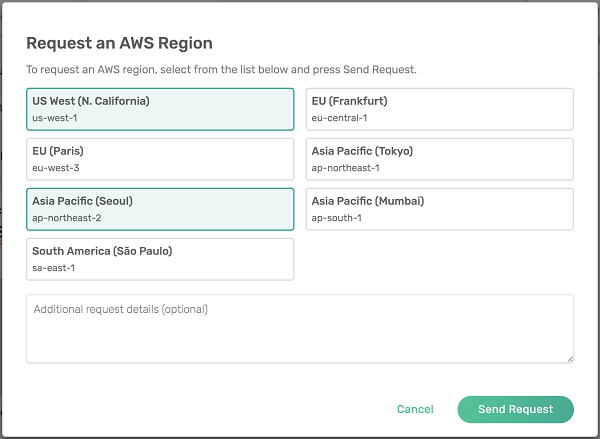 Request an AWS Region
To request an AWS region, select from the list below and press Send Request.
US West (N. California)
us-west-1
EU (Frankfurt)
eu-central-1
EU (Paris)
eu-west-3
Asia Pacific (Tokyo)
ap-northeast-1
Asia Pacific (Seoul)
ap-northeast-2
Asia Pacific (Mumbai)
ap-south-1
South America (São Paulo)
sa-east-1
Additional request details (optional)
Cancel
Send Request